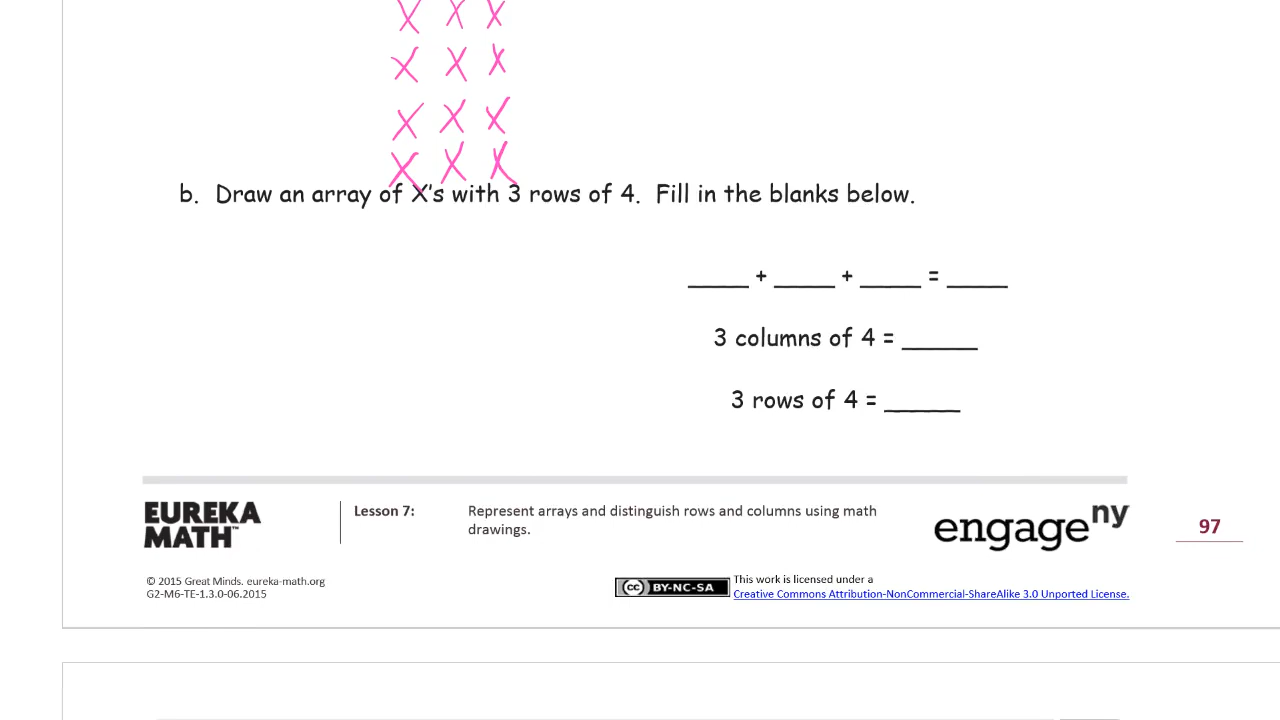 X X X
X X X
X X X
X X X
b. Draw an array of X's with 3 rows of 4. Fill in the blanks below.
_____ + _____ + _____ = _____
3 columns of 4 = ______
3 rows of 4 = ______
EUREKA MATH™
Lesson 7:
Represent arrays and distinguish rows and columns using math
drawings.
engage ny
97
© 2015 Great Minds. eureka-math.org
G2-M6-TE-1.3.0-06.2015
cc BY-NC-SA
This work is licensed under a
Creative Commons Attribution-NonCommercial-ShareAlike 3.0 Unported License.